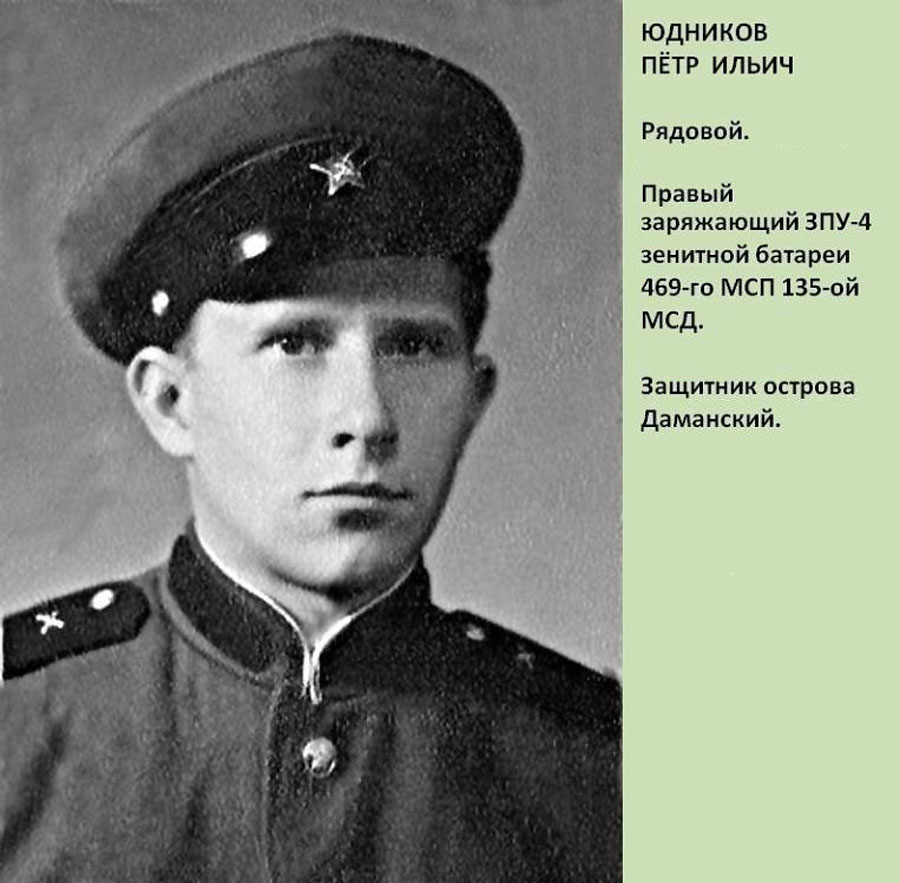 ЮДНИКОВ
ПЁТР ИЛЬИЧ
Рядовой.
Правый
заряжающий ЗПУ-4
зенитной батареи
469-го МСП 135-ой
МСД.
Защитник острова
Даманский.